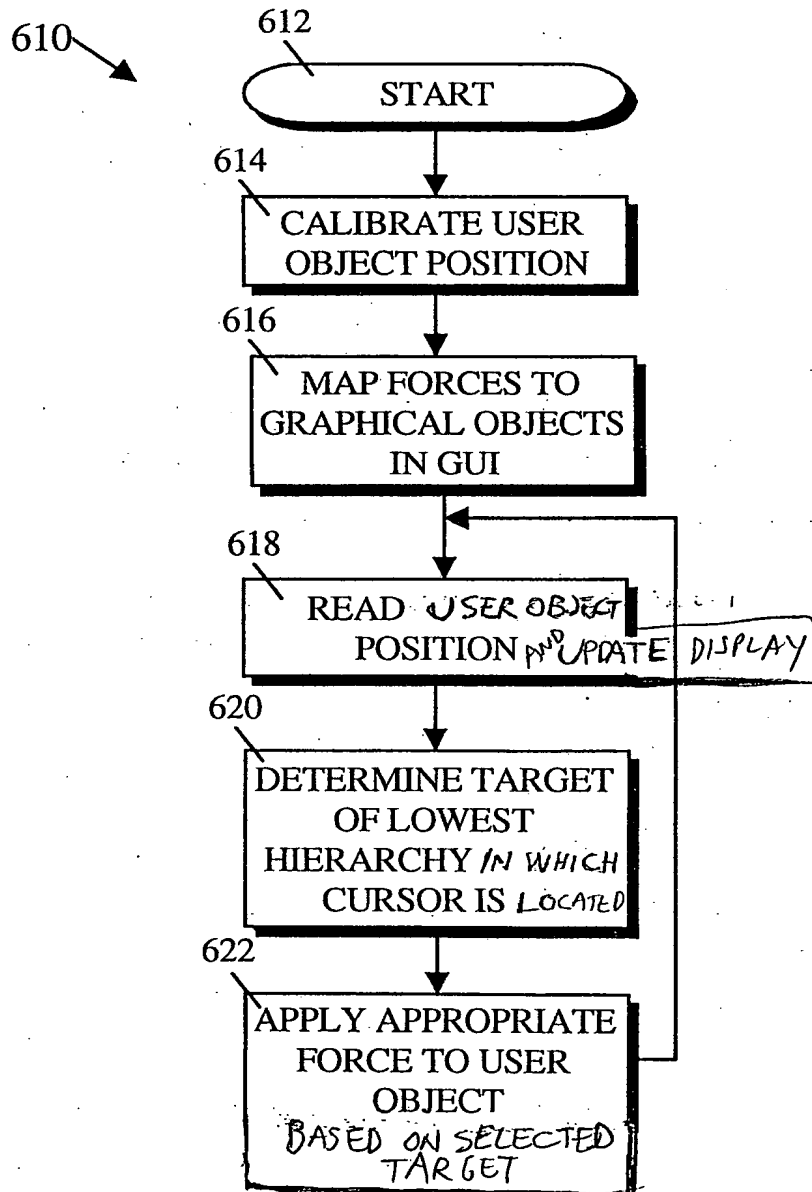 610
612
START
614
CALIBRATE USER
OBJECT POSITION
616
MAP FORCES TO
GRAPHICAL OBJECTS
IN GUI
618
READ USER OBJECT
POSITION AND UPDATE DISPLAY
620
DETERMINE TARGET
OF LOWEST
HIERARCHY IN WHICH
CURSOR IS LOCATED
622
APPLY APPROPRIATE
FORCE TO USER
OBJECT
BASED ON SELECTED
TARGET